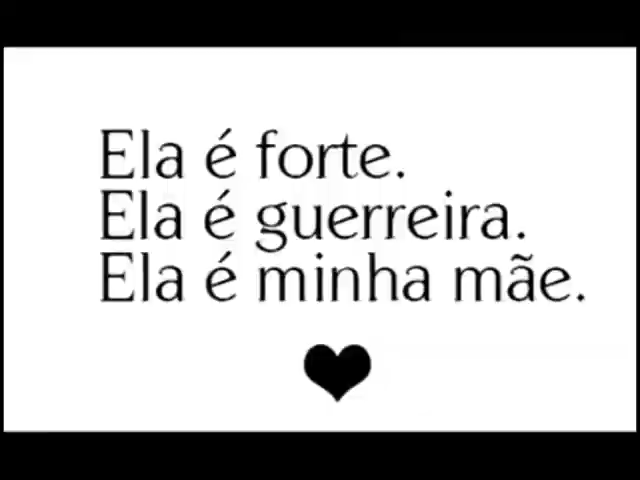 Ela é forte.
Ela é guerreira.
Ela é minha mãe.